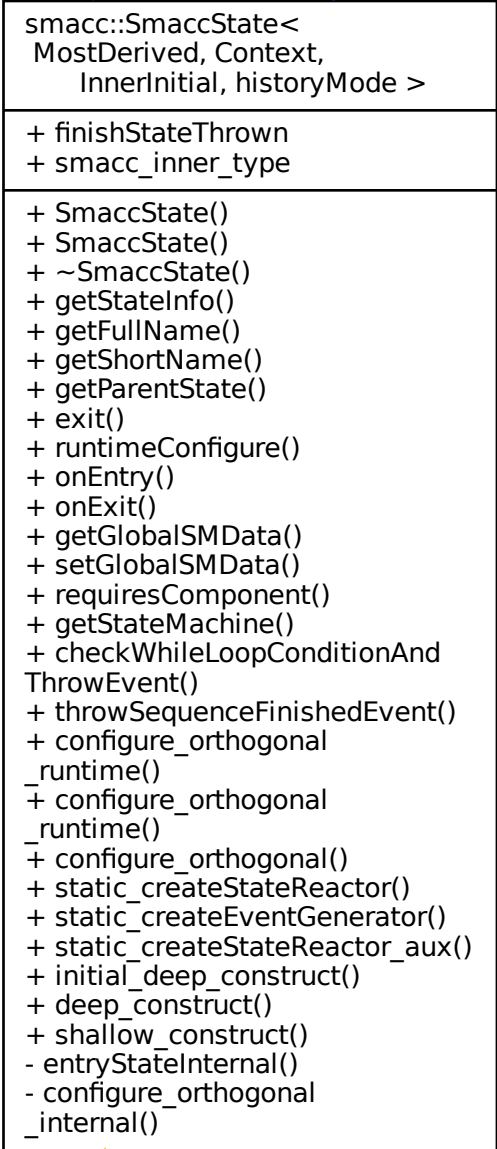 smacc::SmaccState<
MostDerived, Context,
InnerInitial, historyMode >
+ finishStateThrown
+ smacc_inner_type
+ SmaccState()
+ SmaccState()
+ ~SmaccState()
+ getStateInfo()
+ getFullName()
+ getShortName()
+ getParentState()
+ exit()
+ runtimeConfigure()
+ onEntry()
+ onExit()
+ getGlobalSMData()
+ setGlobalSMData()
+ requiresComponent()
+ getStateMachine()
+ checkWhileLoopConditionAnd
ThrowEvent()
+ throwSequenceFinishedEvent()
+ configure_orthogonal
_runtime()
+ configure_orthogonal
_runtime()
+ configure_orthogonal()
+ static_createStateReactor()
+ static_createEventGenerator()
+ static_createStateReactor_aux()
+ initial_deep_construct()
+ deep_construct()
+ shallow_construct()
- entryStateInternal()
- configure_orthogonal
_internal()